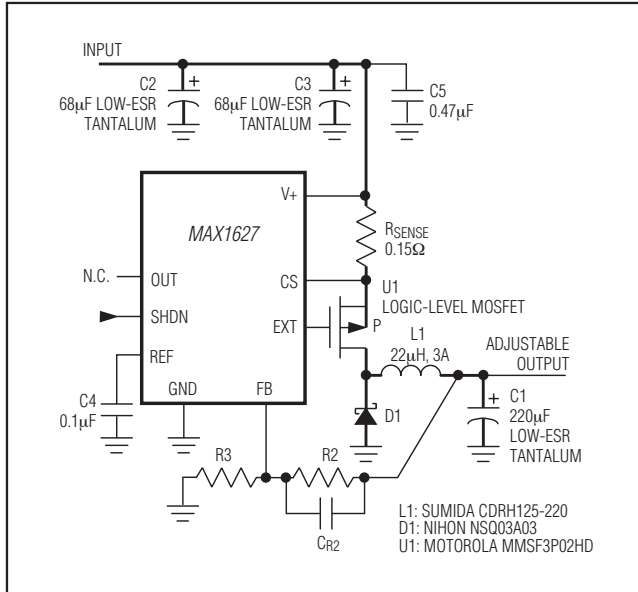 INPUT
C2
68µF LOW-ESR
TANTALUM
+
C3
68µF LOW-ESR
TANTALUM
+
C5
0.47µF
MAX1627
V+
RSENSE
0.15Ω
N.C.
OUT
CS
U1
LOGIC-LEVEL MOSFET
SHDN
EXT
P
REF
L1
22µH, 3A
ADJUSTABLE
OUTPUT
C4
0.1µF
GND
FB
D1
+
C1
220µF
LOW-ESR
TANTALUM
R3
R2
CR2
L1: SUMIDA CDRH125-220
D1: NIHON NSQ03A03
U1: MOTOROLA MMSF3P02HD